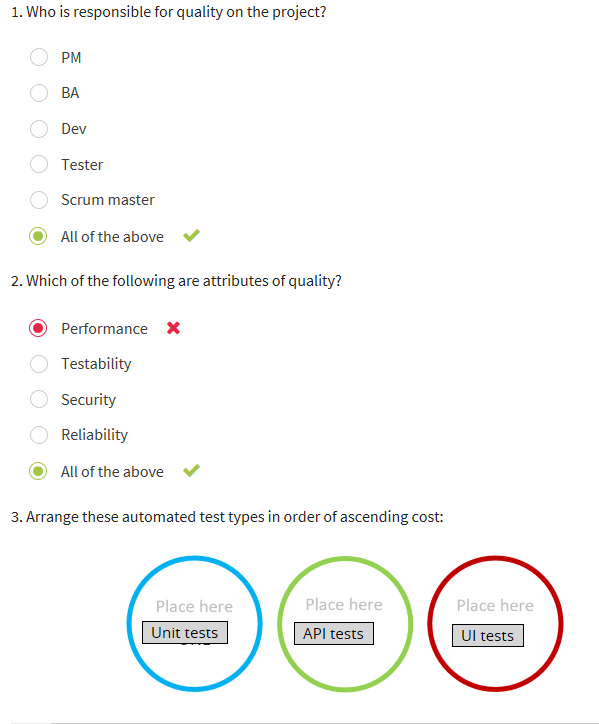 1. Who is responsible for quality on the project?
PM
BA
Dev
Tester
Scrum master
All of the above
2. Which of the following are attributes of quality?
Performance
Testability
Security
Reliability
All of the above
3. Arrange these automated test types in order of ascending cost:
Place here Place here Place here
Unit tests API tests UI tests